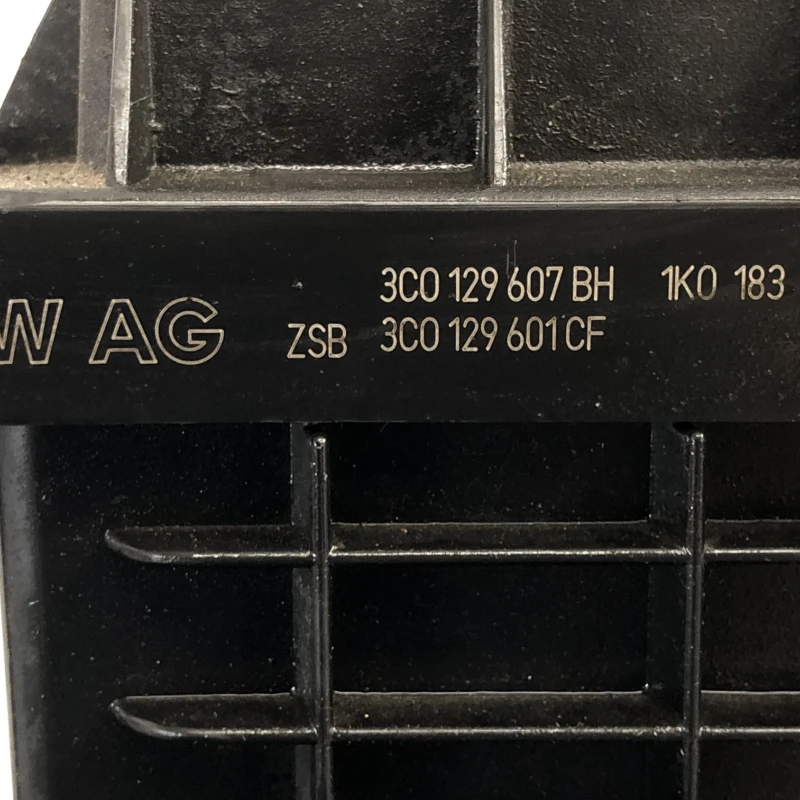 3C0 129 607 BH 1K0 183
W AG ZSB 3C0 129 601 CF